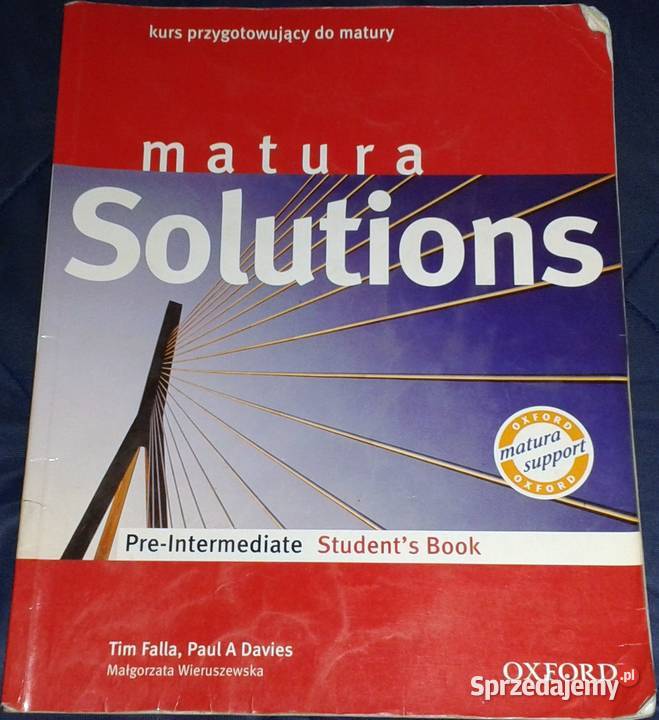 kurs przygotowujący do matury
matura
Solutions
OXFORD
matura
support
OXFORD
Pre-Intermediate Student's Book
Tim Falla, Paul A Davies
Małgorzata Wieruszewska
OXFORD
Sprzedajemy.pl